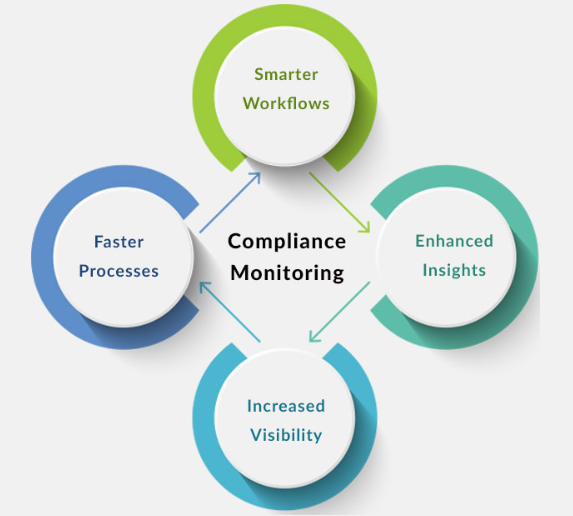 Smarter
Workflows
Faster
Processes
Compliance
Monitoring
Enhanced
Insights
Increased
Visibility